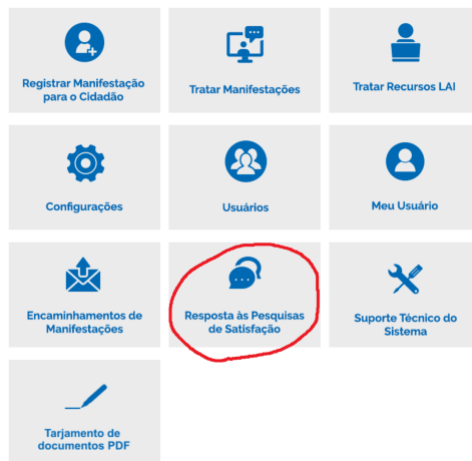 Registrar Manifestação
para o Cidadão
Tratar Manifestações
Tratar Recursos LAI
Configurações
Usuários
Meu Usuário
Encaminhamentos de
Manifestações
Resposta às Pesquisas
de Satisfação
Suporte Técnico do
Sistema
Tarjamento de
documentos PDF